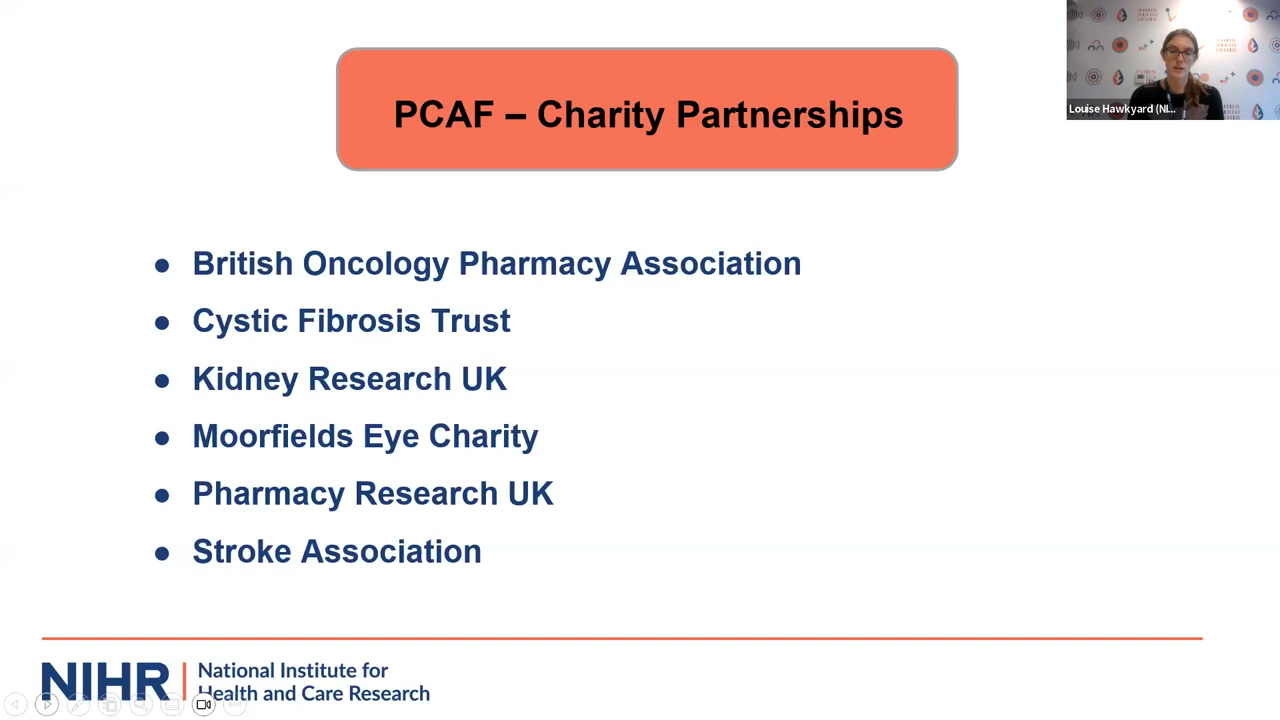 PCAF – Charity Partnerships
Louise Hawkyard (NI...
● British Oncology Pharmacy Association
● Cystic Fibrosis Trust
● Kidney Research UK
● Moorfields Eye Charity
● Pharmacy Research UK
● Stroke Association
NIHR | National Institute for
Health and Care Research